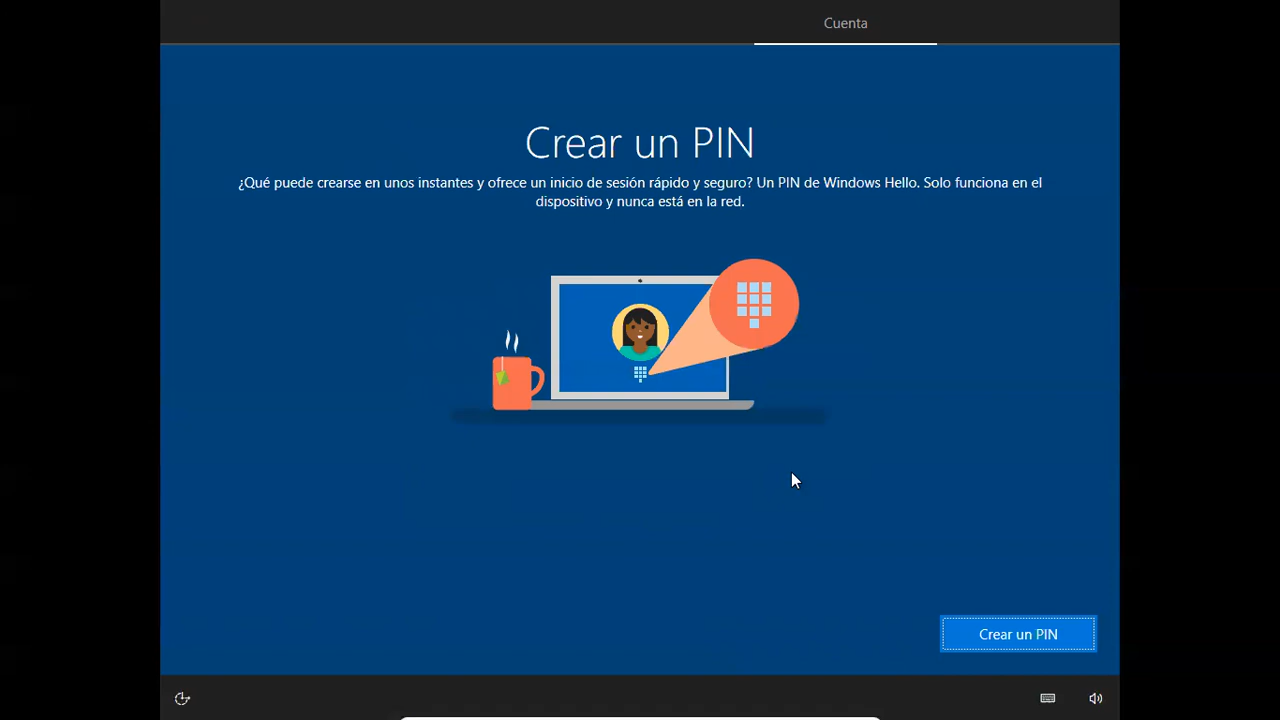 Cuenta
Crear un PIN
¿Qué puede crearse en unos instantes y ofrece un inicio de sesión rápido y seguro? Un PIN de Windows Hello. Solo funciona en el
dispositivo y nunca está en la red.
Crear un PIN